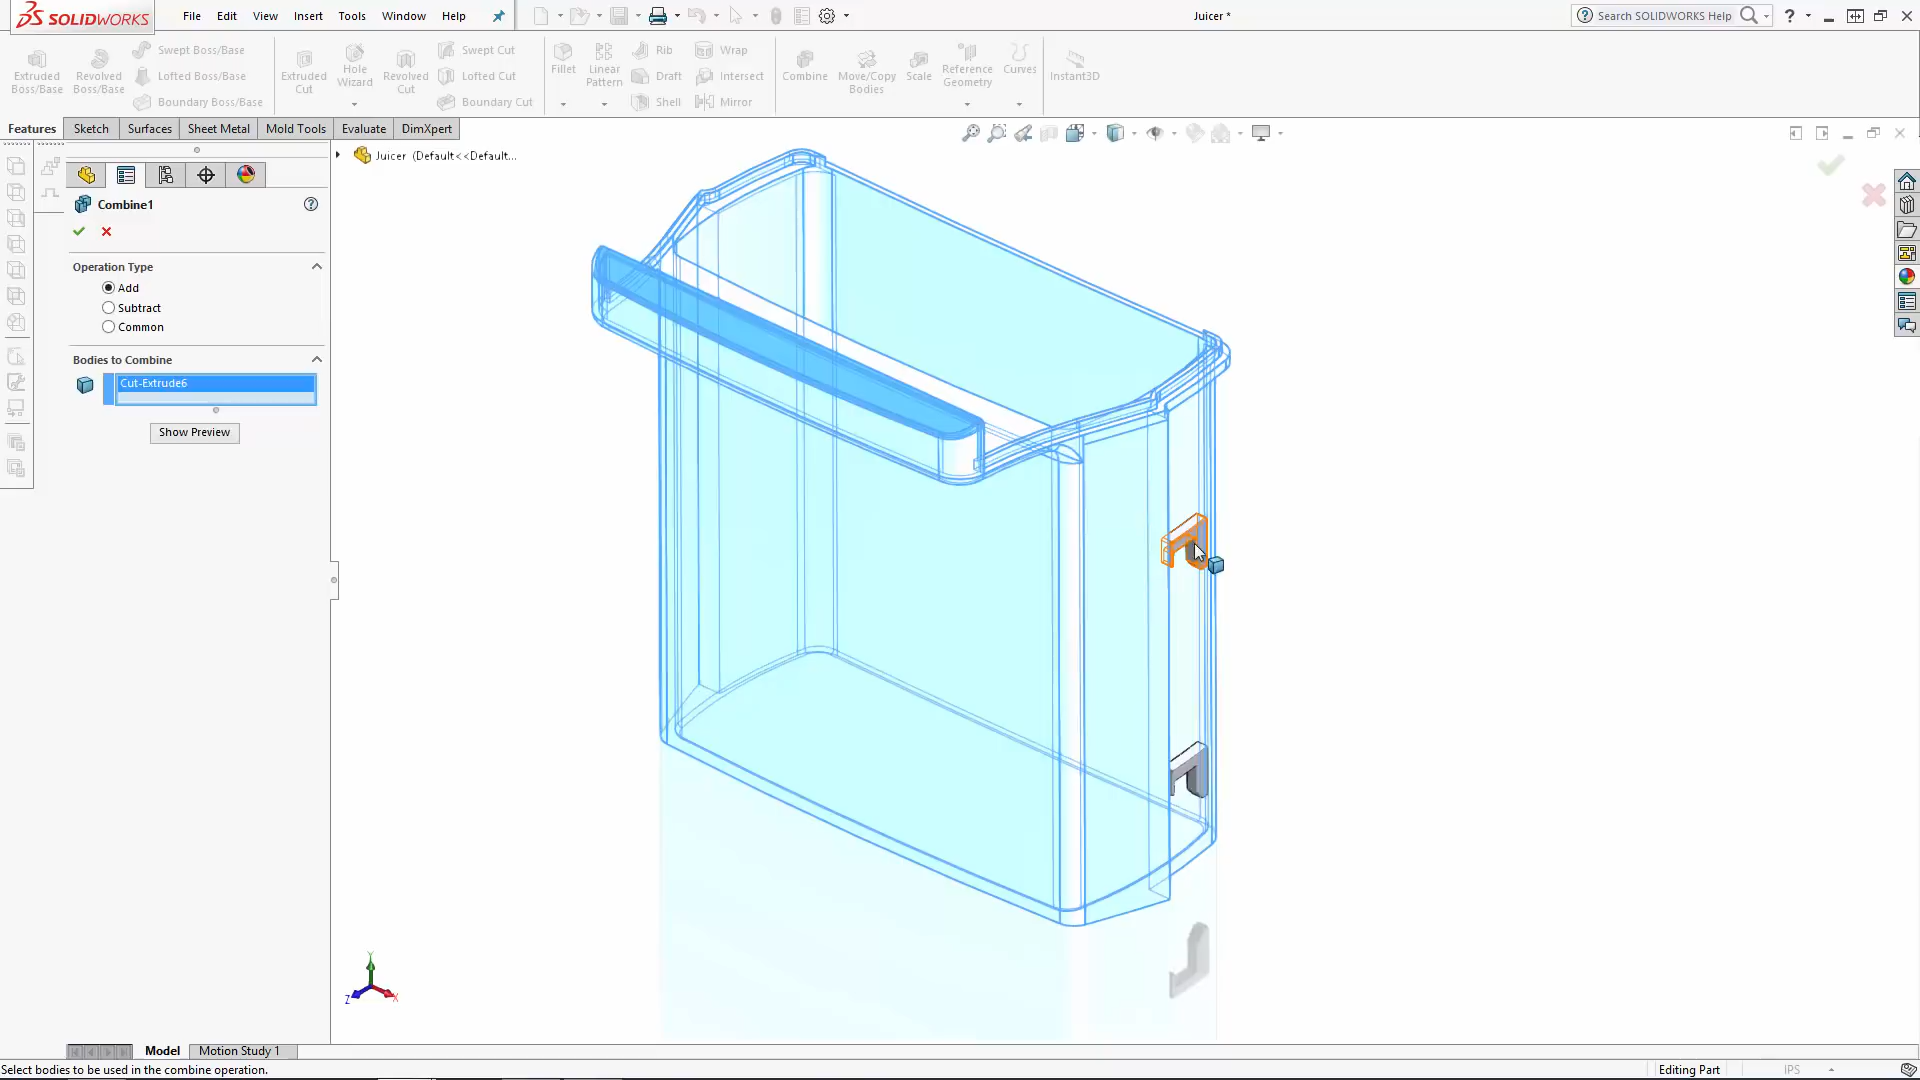 SOLIDWORKS
File Edit View Insert Tools Window Help
Juicer *
Search SOLIDWORKS Help
Extruded Boss/Base
Revolved Boss/Base
Swept Boss/Base
Lofted Boss/Base
Boundary Boss/Base
Extruded Cut
Hole Wizard
Revolved Cut
Swept Cut
Lofted Cut
Boundary Cut
Fillet
Linear Pattern
Rib
Draft
Shell
Wrap
Intersect
Mirror
Combine
Move/Copy Bodies
Scale
Reference Geometry
Curves
Instant3D
Features Sketch Surfaces Sheet Metal Mold Tools Evaluate DimXpert
Juicer (Default<<Default...
Combine1
Operation Type
Add
Subtract
Common
Bodies to Combine
Cut-Extrude6
Show Preview
Y
Z
X
Model Motion Study 1
Select bodies to be used in the combine operation.
Editing Part
IPS